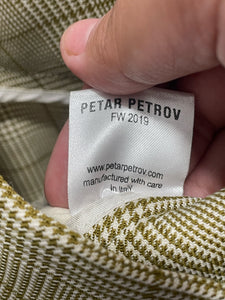 PETAR PETROV
FW 2019
www.petarpetrov.com
manufactured with care
in Italy